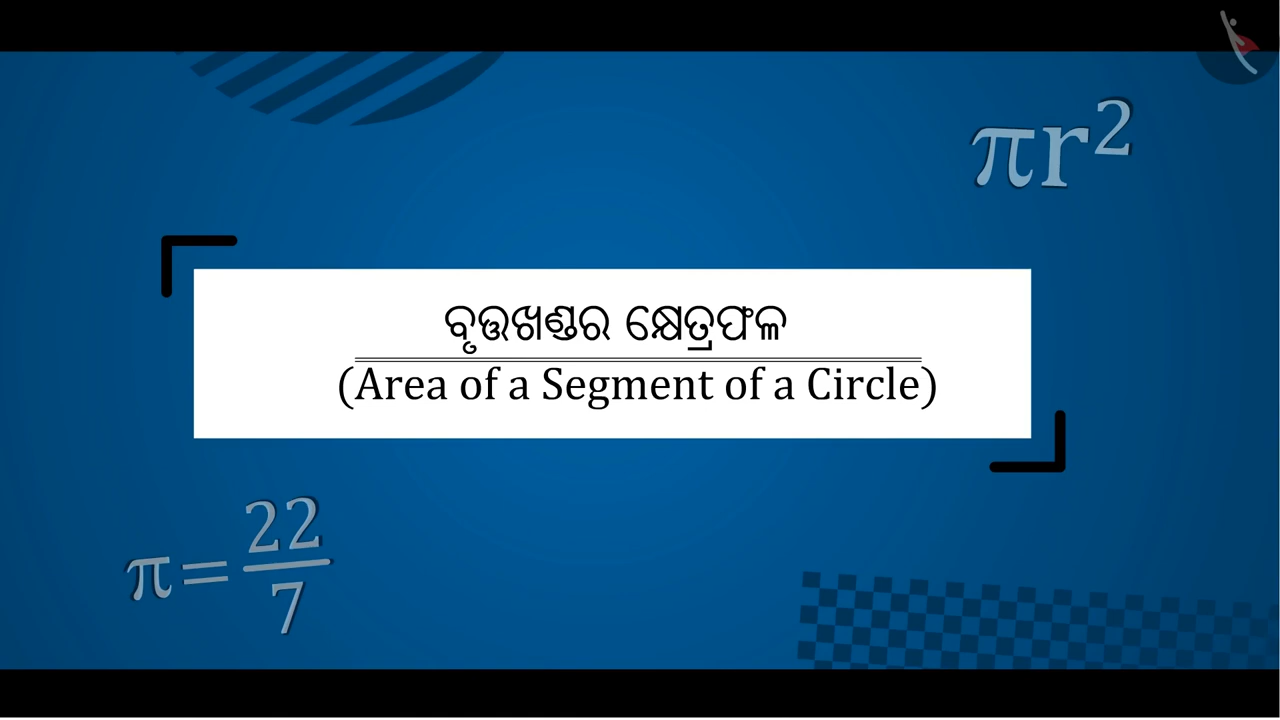 πr²
ବୃତ୍ତଖଣ୍ଡର କ୍ଷେତ୍ରଫଳ
(Area of a Segment of a Circle)
π=22/7